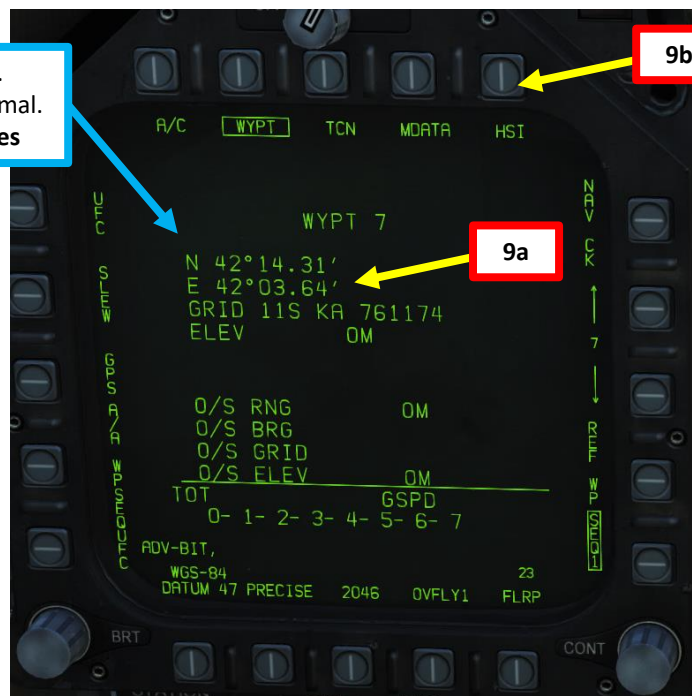 9b
mal.
es
A/C WYPT TCN MDATA HSI
UFC
SLEW
GPS
A/A WP
SEQUFC
NAV CK
7
REF WP
SEQ1
WYPT 7
9a
N 42°14.31′
E 42°03.64′
GRID 11S KA 761174
ELEV 0M
O/S RNG 0M
O/S BRG
O/S GRID
O/S ELEV 0M
TOT GSPD
0- 1- 2- 3- 4- 5- 6- 7
ADV-BIT,
WGS-84 23
DATUM 47 PRECISE 2046 OVFLY1 FLRP
BRT
CONT